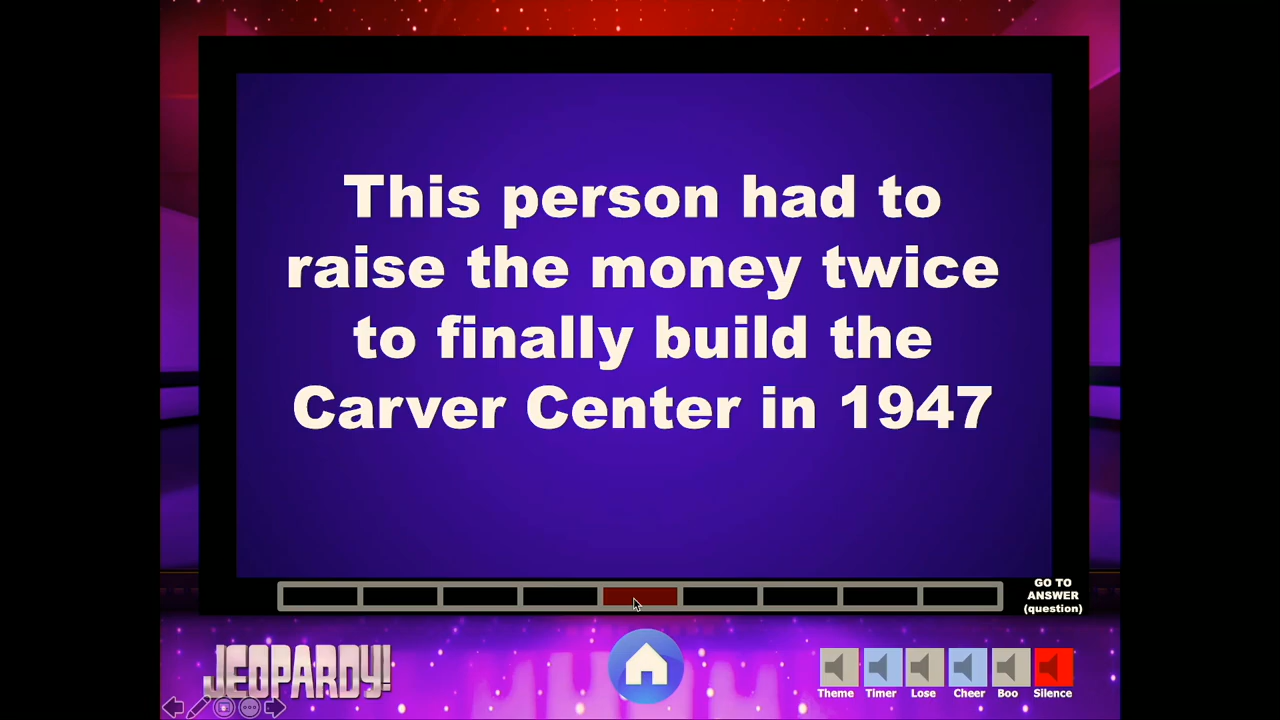 This person had to
raise the money twice
to finally build the
Carver Center in 1947
GO TO
ANSWER
(question)
JEOPARDY!
Theme Timer Lose Cheer Boo Silence